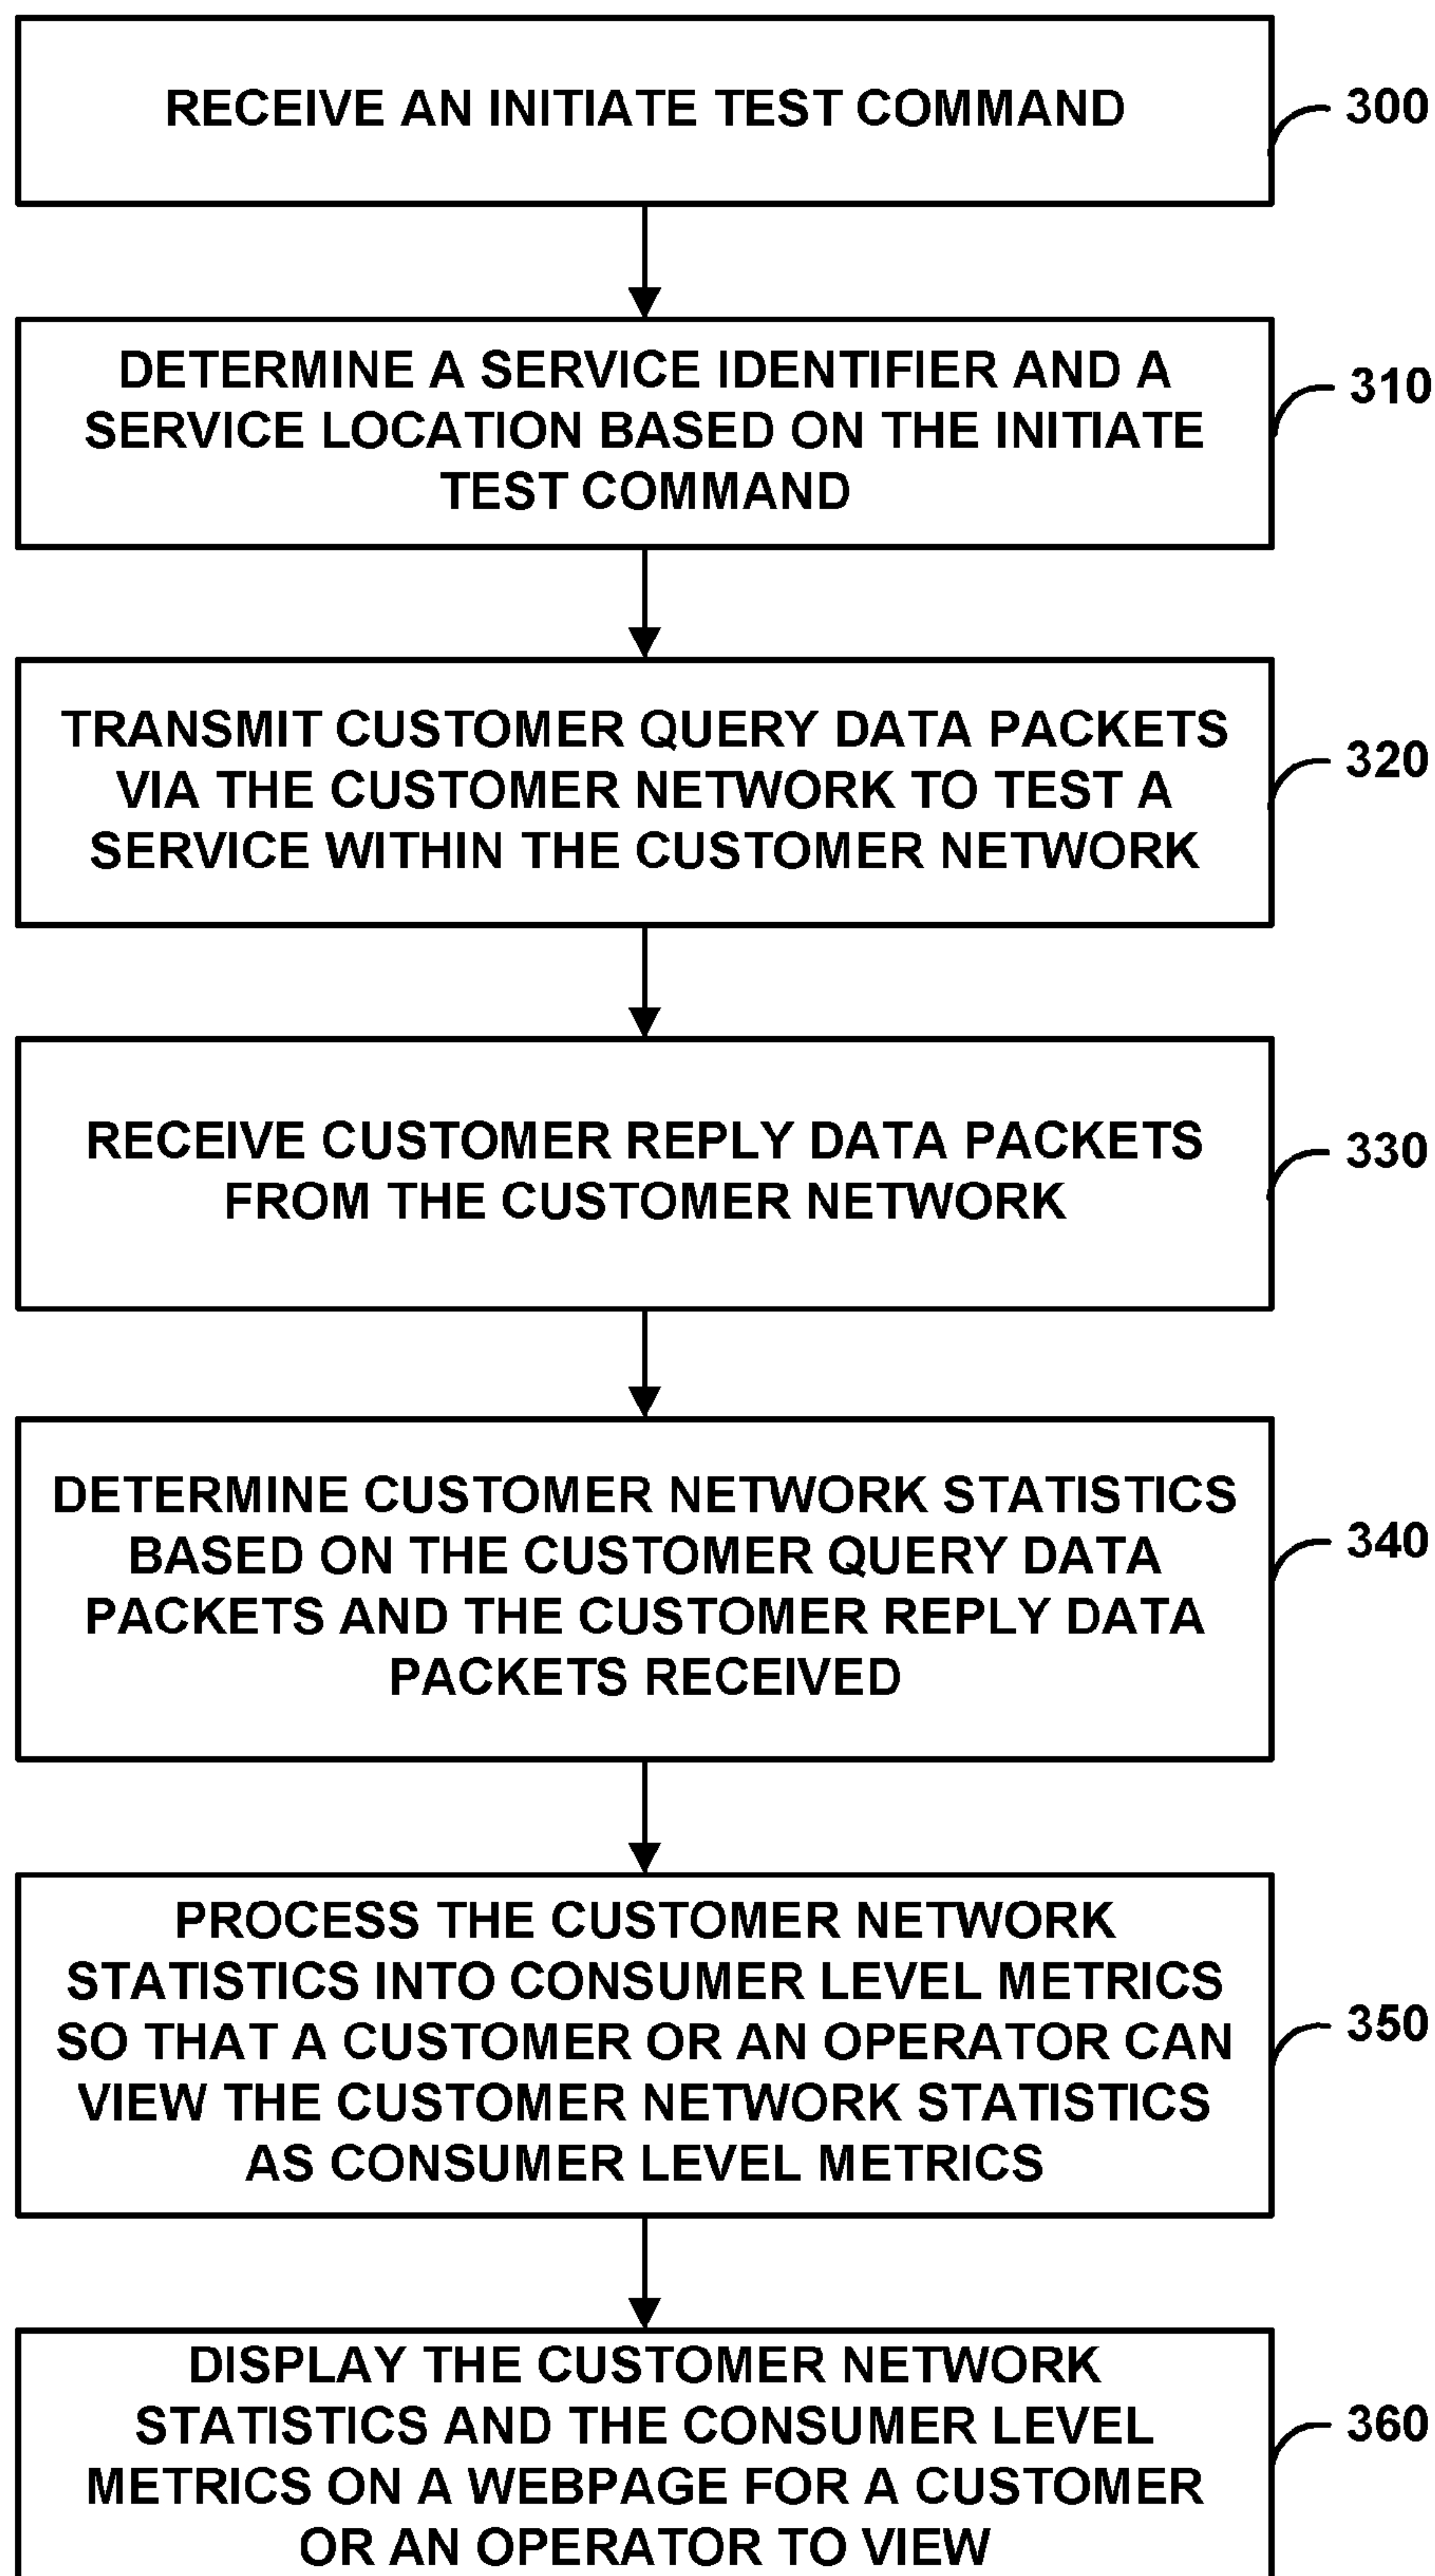 RECEIVE AN INITIATE TEST COMMAND
300
DETERMINE A SERVICE IDENTIFIER AND A
SERVICE LOCATION BASED ON THE INITIATE
TEST COMMAND
310
TRANSMIT CUSTOMER QUERY DATA PACKETS
VIA THE CUSTOMER NETWORK TO TEST A
SERVICE WITHIN THE CUSTOMER NETWORK
320
RECEIVE CUSTOMER REPLY DATA PACKETS
FROM THE CUSTOMER NETWORK
330
DETERMINE CUSTOMER NETWORK STATISTICS
BASED ON THE CUSTOMER QUERY DATA
PACKETS AND THE CUSTOMER REPLY DATA
PACKETS RECEIVED
340
PROCESS THE CUSTOMER NETWORK
STATISTICS INTO CONSUMER LEVEL METRICS
SO THAT A CUSTOMER OR AN OPERATOR CAN
VIEW THE CUSTOMER NETWORK STATISTICS
AS CONSUMER LEVEL METRICS
350
DISPLAY THE CUSTOMER NETWORK
STATISTICS AND THE CONSUMER LEVEL
METRICS ON A WEBPAGE FOR A CUSTOMER
OR AN OPERATOR TO VIEW
360